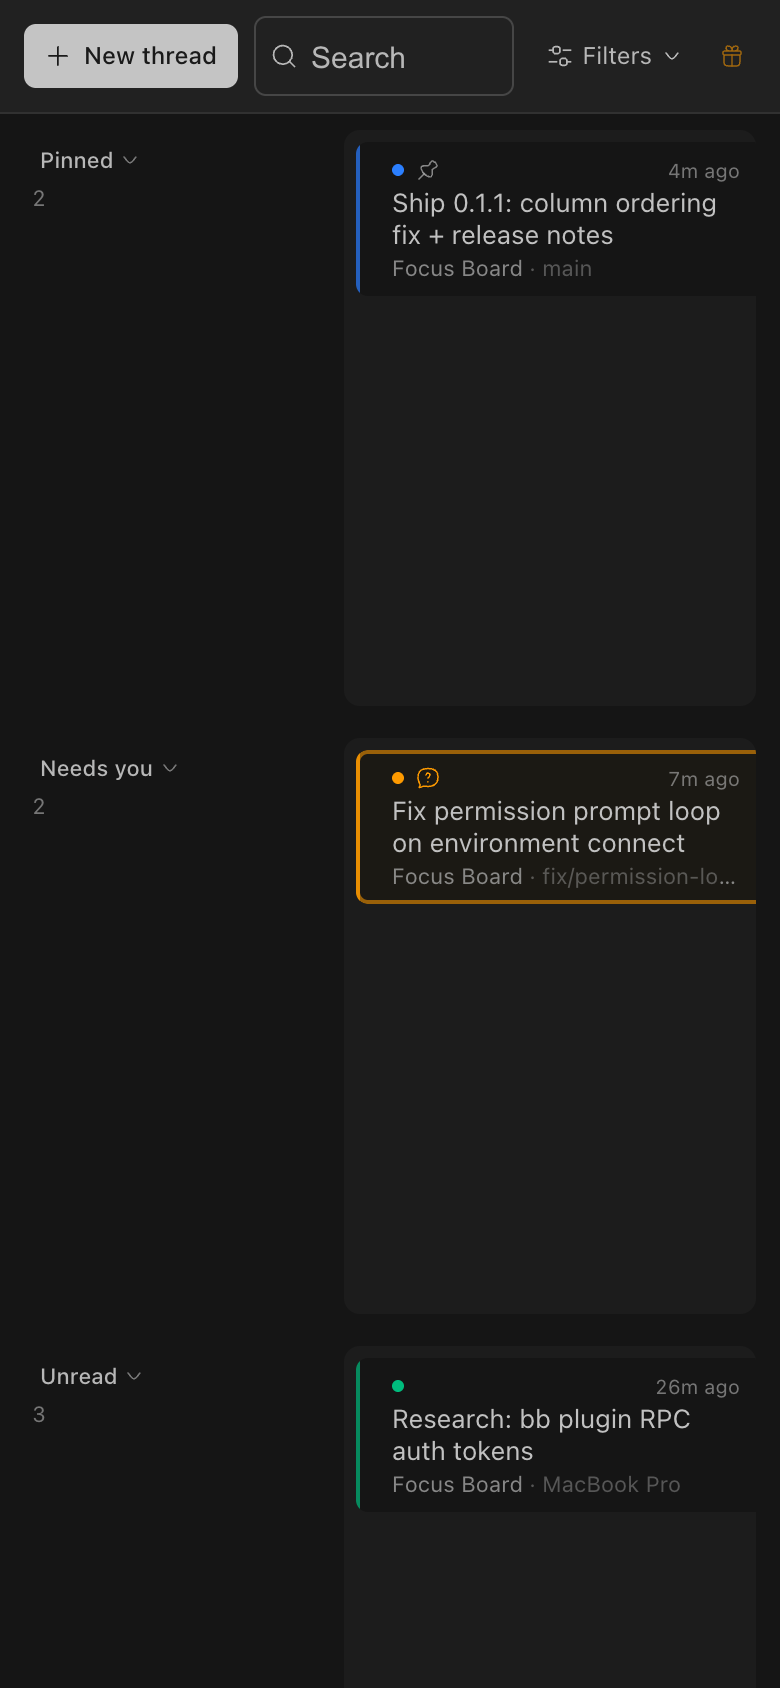 New thread
Search
Filters
Pinned
2
4m ago
Ship 0.1.1: column ordering
fix + release notes
Focus Board · main
Needs you
2
7m ago
Fix permission prompt loop
on environment connect
Focus Board · fix/permission-lo...
Unread
3
26m ago
Research: bb plugin RPC
auth tokens
Focus Board · MacBook Pro